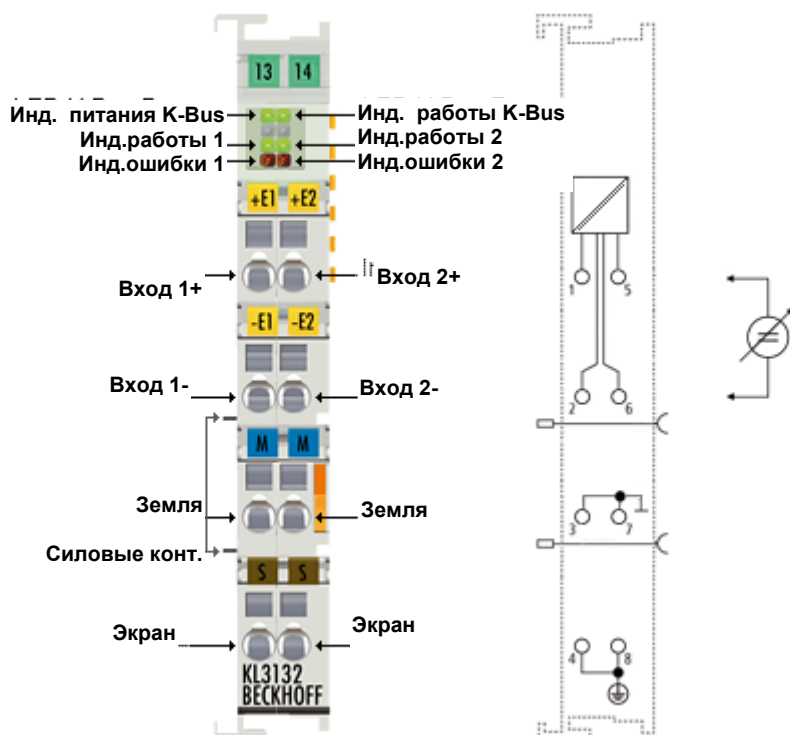 13 14
Инд. питания K-Bus
Инд. работы K-Bus
Инд.работы 1
Инд.работы 2
Инд.ошибки 1
Инд.ошибки 2
+E1 +E2
Вход 1+
Вход 2+
1
5
-E1 -E2
Вход 1-
Вход 2-
2
6
M M
Земля
Земля
3
7
Силовые конт.
S S
Экран
Экран
4
8
KL3132
BECKHOFF